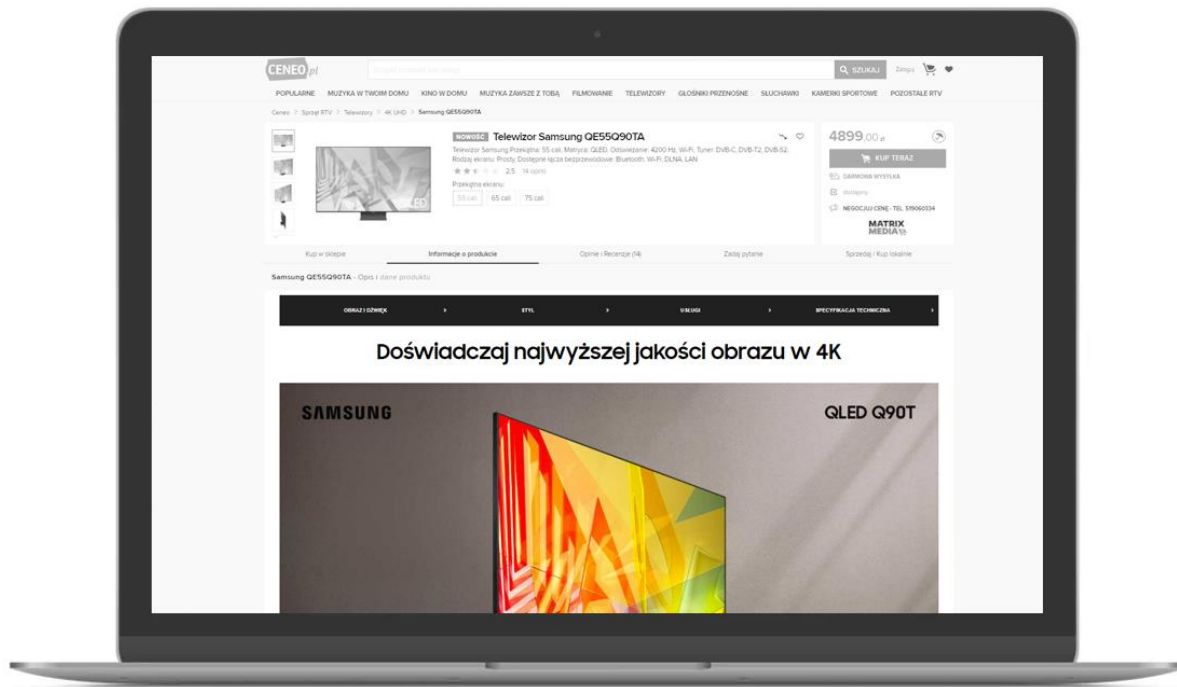 CENEO.pl
SZUKAJ Zaloguj
POPULARNE MUZYKA W TWOIM DOMU KINO W DOMU MUZYKA ZAWSZE Z TOBĄ FILMOWANIE TELEWIZORY GŁOŚNIKI PRZENOŚNE SŁUCHAWKI KAMERKI SPORTOWE POZOSTAŁE RTV
Ceneo > Sprzęt RTV > Telewizory > 4K UHD > Samsung QE55Q90TA
NOWOŚĆ Telewizor Samsung QE55Q90TA
Telewizor Samsung Przekątna: 55 cali, Matryca: QLED, Odświeżanie: 4200 Hz, Wi-Fi, Tuner: DVB-C, DVB-T2, DVB-S2,
Rodzaj ekranu: Prosty, Dostępne łącza bezprzewodowe: Bluetooth, Wi-Fi, DLNA, LAN
2,5 14 opinii
Przekątna ekranu:
55 cali 65 cali 75 cali
QLED
4899,00 zł
KUP TERAZ
DARMOWA WYSYŁKA
dostępny
NEGOCJUJ CENĘ - TEL. 519060334
MATRIX
MEDIA
Kup w sklepie Informacje o produkcie Opinie i Recenzje (14) Zadaj pytanie Sprzedaj i Kup lokalnie
Samsung QE55Q90TA - Opis i dane produktu
OBRAZ I DŹWIĘK > STYL > USŁUGI > SPECYFIKACJA TECHNICZNA >
Doświadczaj najwyższej jakości obrazu w 4K
SAMSUNG
QLED Q90T